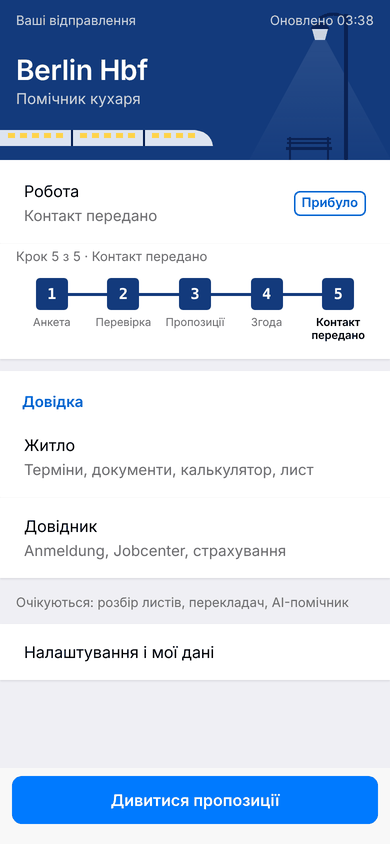 Ваші відправлення
Оновлено 03:38
Berlin Hbf
Помічник кухаря
Робота
Контакт передано
Прибуло
Крок 5 з 5 · Контакт передано
1 2 3 4 5
Анкета Перевірка Пропозиції Згода Контакт передано
Довідка
Житло
Терміни, документи, калькулятор, лист
Довідник
Anmeldung, Jobcenter, страхування
Очікуються: розбір листів, перекладач, AI-помічник
Налаштування і мої дані
Дивитися пропозиції